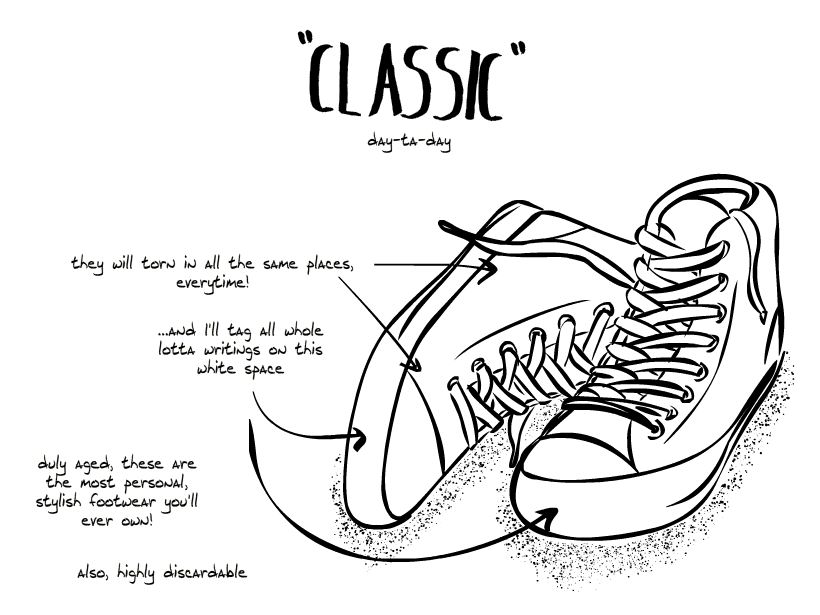 "CLASSIC"
day-ta-day
they will torn in all the same places,
everytime!
...and I'll tag all whole
lotta writings on this
white space
duly aged, these are
the most personal,
stylish footwear you'll
ever own!
Also, highly discardable